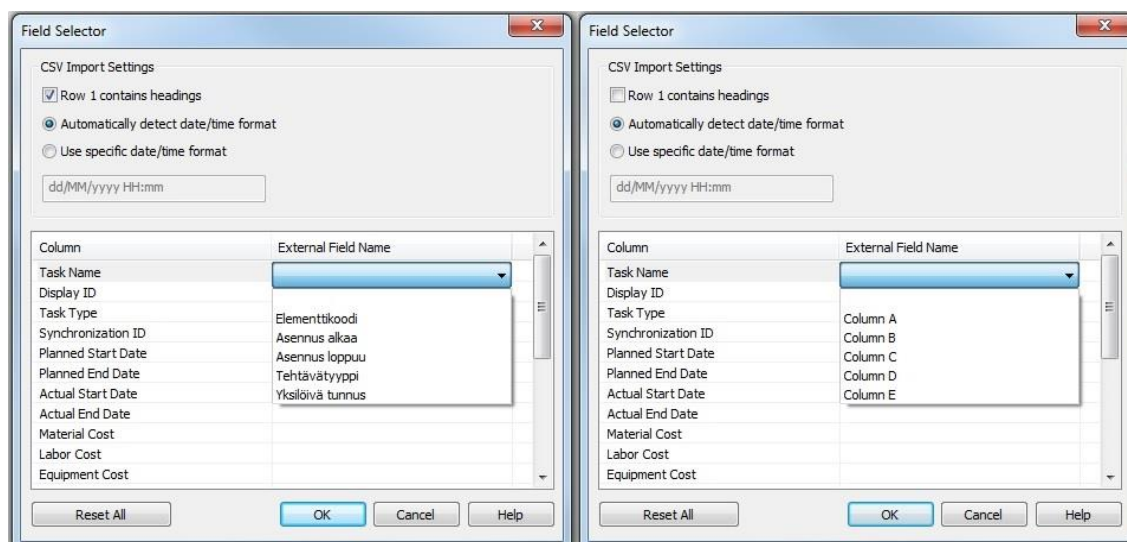 Field Selector
CSV Import Settings
Row 1 contains headings
Automatically detect date/time format
Use specific date/time format
dd/MM/yyyy HH:mm
Column External Field Name
Task Name
Display ID
Task Type Elementtikoodi
Synchronization ID Asennus alkaa
Planned Start Date Asennus loppuu
Planned End Date Tehtävätyyppi
Actual Start Date Yksilöivä tunnus
Actual End Date
Material Cost
Labor Cost
Equipment Cost
Reset All OK Cancel Help
Field Selector
CSV Import Settings
Row 1 contains headings
Automatically detect date/time format
Use specific date/time format
dd/MM/yyyy HH:mm
Column External Field Name
Task Name
Display ID
Task Type Column A
Synchronization ID Column B
Planned Start Date Column C
Planned End Date Column D
Actual Start Date Column E
Actual End Date
Material Cost
Labor Cost
Equipment Cost
Reset All OK Cancel Help